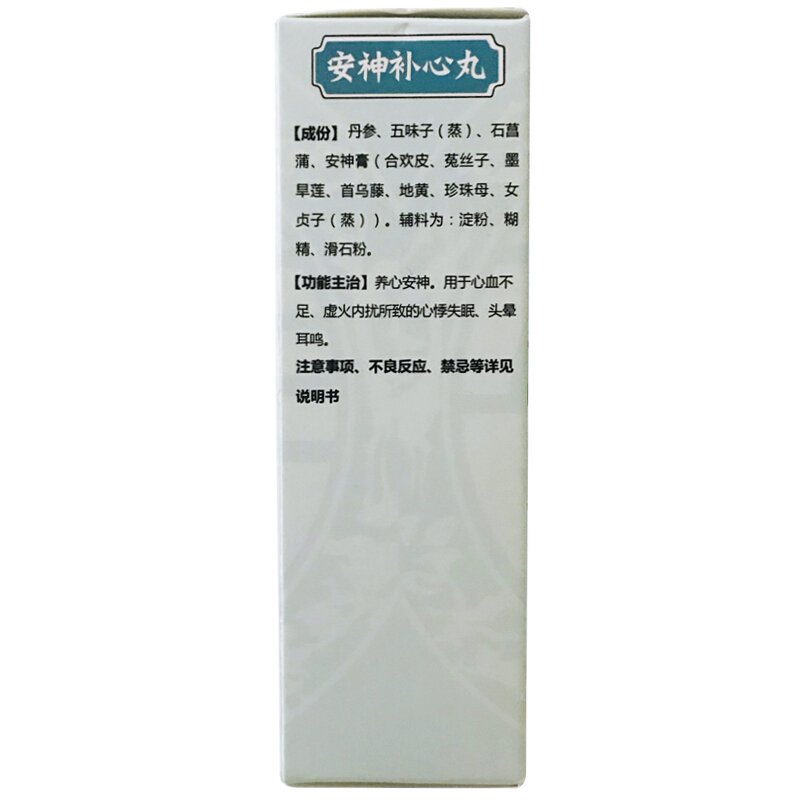 安神补心丸
【成份】丹参、五味子（蒸）、石菖
蒲、安神膏（合欢皮、菟丝子、墨
旱莲、首乌藤、地黄、珍珠母、女
贞子（蒸））。辅料为：淀粉、糊
精、滑石粉。
【功能主治】养心安神。用于心血不
足、虚火内扰所致的心悸失眠、头晕
耳鸣。
注意事项、不良反应、禁忌等详见
说明书